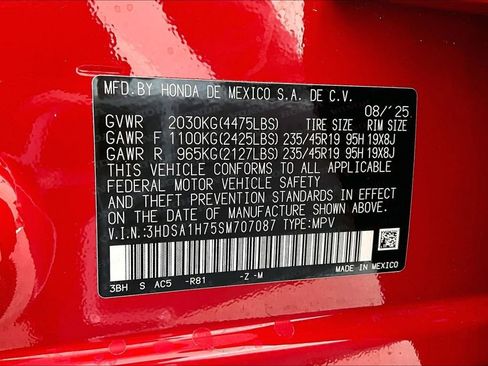 MFD.BY HONDA DE MEXICO S.A. DE C.V.
08/'25
GVWR 2030KG(4475LBS) TIRE SIZE RIM SIZE
GAWR F 1100KG(2425LBS) 235/45R19 95H 19X8J
GAWR R 965KG(2127LBS) 235/45R19 95H 19X8J
THIS VEHICLE CONFORMS TO ALL APPLICABLE
FEDERAL MOTOR VEHICLE SAFETY
AND THEFT PREVENTION STANDARDS IN EFFECT
ON THE DATE OF MANUFACTURE SHOWN ABOVE.
V.I.N.:3HDSA1H75SM707087 TYPE:MPV
3BH S AC5 -R81 -Z -M
MADE IN MEXICO